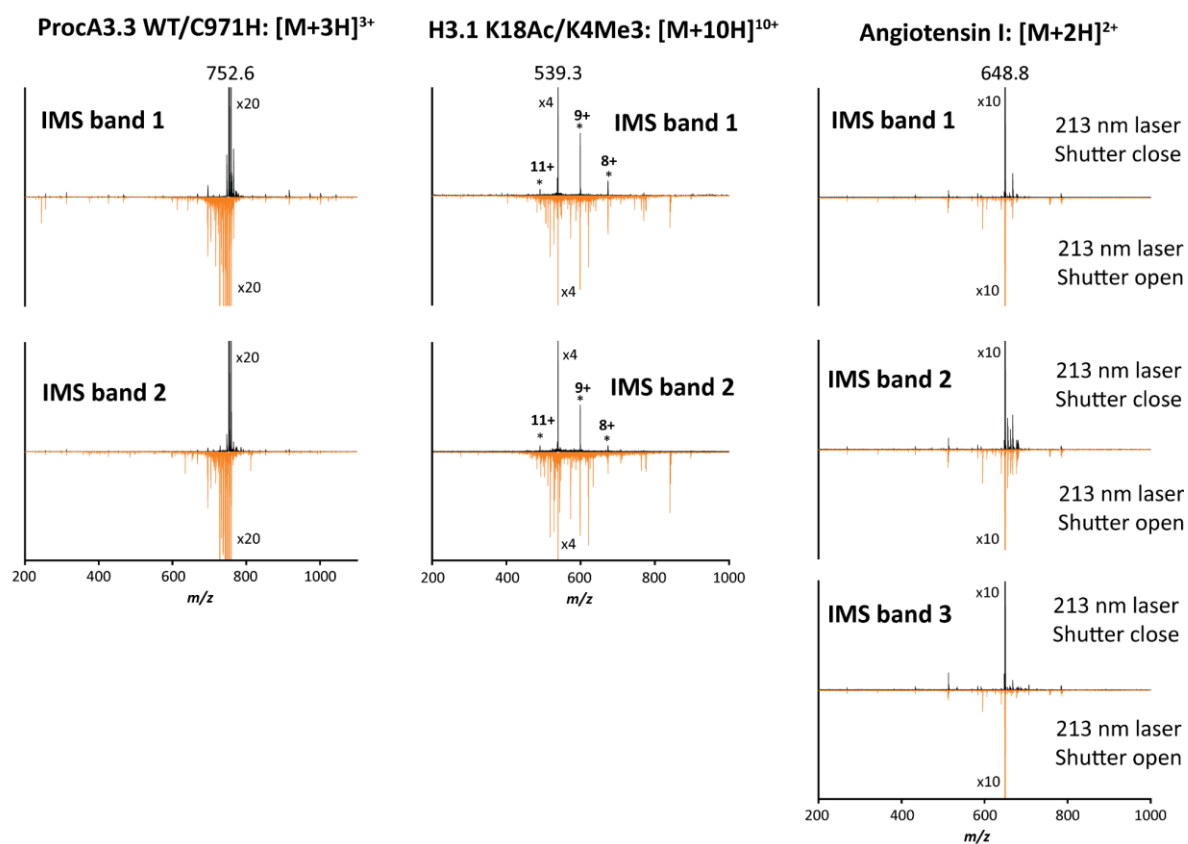 ProcA3.3 WT/C971H: [M+3H]³⁺
752.6
IMS band 1
x20
x20
IMS band 2
x20
x20
200 400 600 800 1000
m/z
H3.1 K18Ac/K4Me3: [M+10H]¹⁰⁺
539.3
x4
9+
*
IMS band 1
11+
*
8+
*
x4
x4
9+
*
IMS band 2
11+
*
8+
*
x4
200 400 600 800 1000
m/z
Angiotensin I: [M+2H]²⁺
648.8
IMS band 1
x10
213 nm laser
Shutter close
213 nm laser
Shutter open
x10
IMS band 2
x10
213 nm laser
Shutter close
213 nm laser
Shutter open
x10
IMS band 3
x10
213 nm laser
Shutter close
213 nm laser
Shutter open
x10
200 400 600 800 1000
m/z